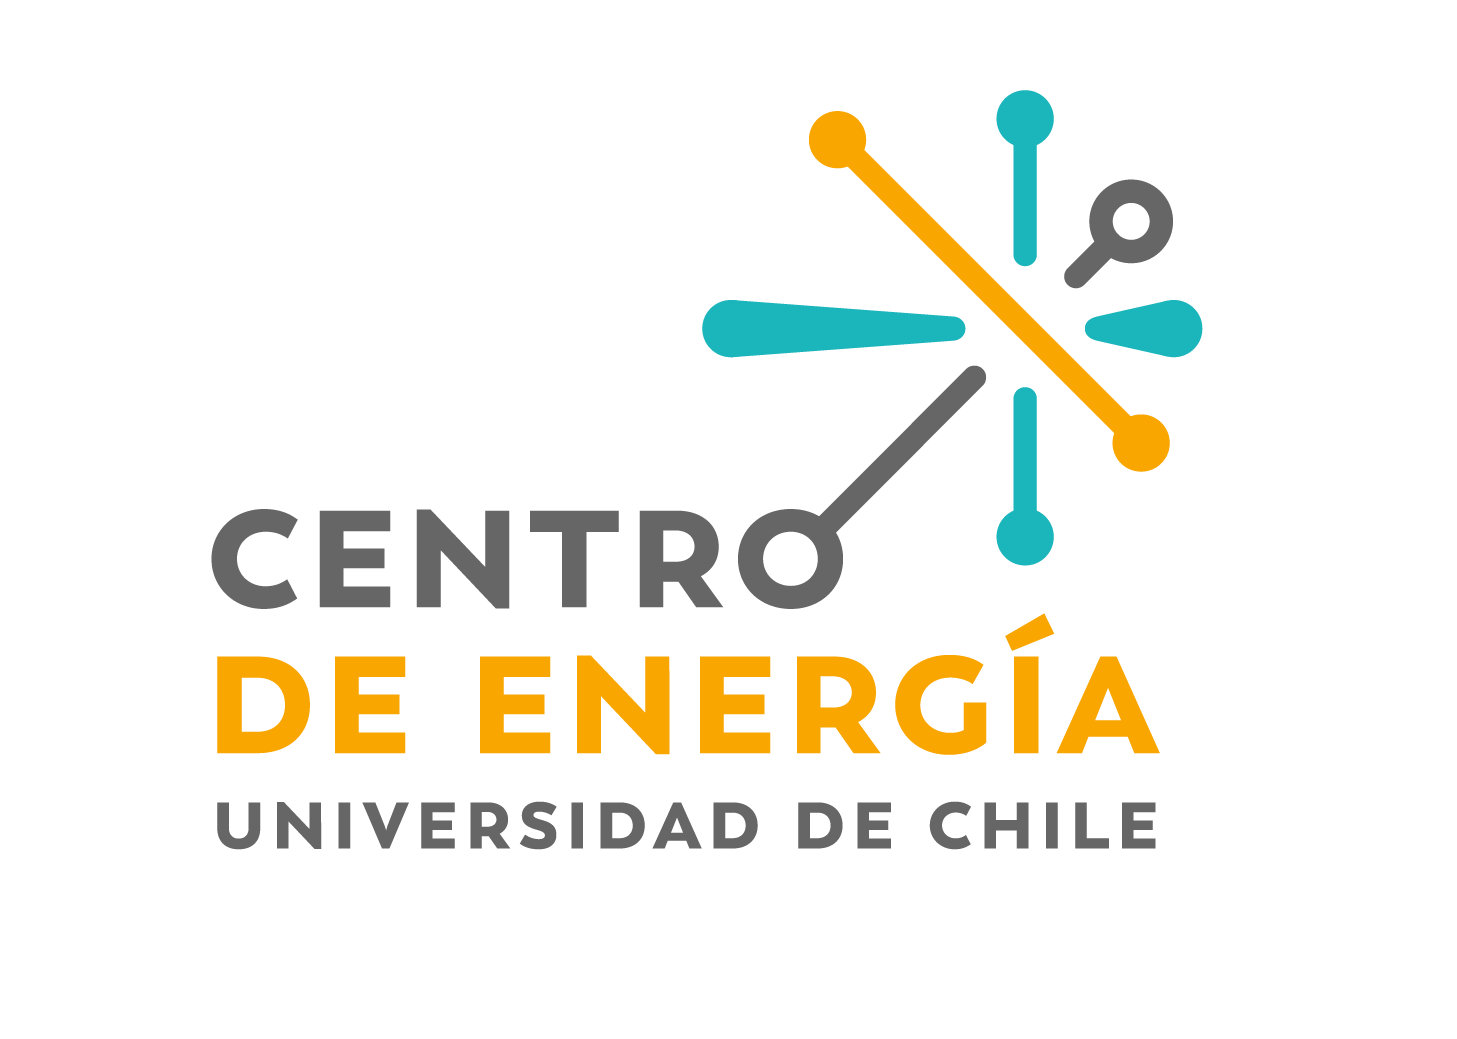 CENTRO
DE ENERGÍA
UNIVERSIDAD DE CHILE